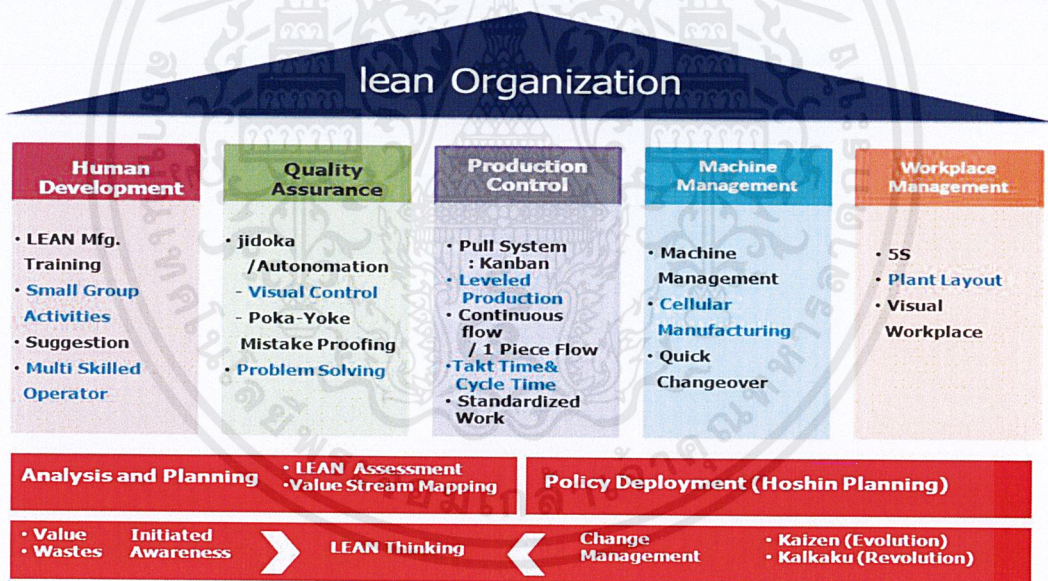 lean Organization
Human
Development
• LEAN Mfg.
Training
• Small Group
Activities
• Suggestion
• Multi Skilled
Operator
Quality
Assurance
• jidoka
/Autonomation
- Visual Control
- Poka-Yoke
Mistake Proofing
• Problem Solving
Production
Control
• Pull System
: Kanban
• Leveled
Production
• Continuous
flow
/ 1 Piece Flow
•Takt Time&
Cycle Time
• Standardized
Work
Machine
Management
• Machine
Management
• Cellular
Manufacturing
• Quick
Changeover
Workplace
Management
• 5S
• Plant Layout
• Visual
Workplace
Analysis and Planning
• LEAN Assessment
•Value Stream Mapping
Policy Deployment (Hoshin Planning)
• Value
• Wastes
Initiated
Awareness
LEAN Thinking
Change
Management
• Kaizen (Evolution)
• Kalkaku (Revolution)